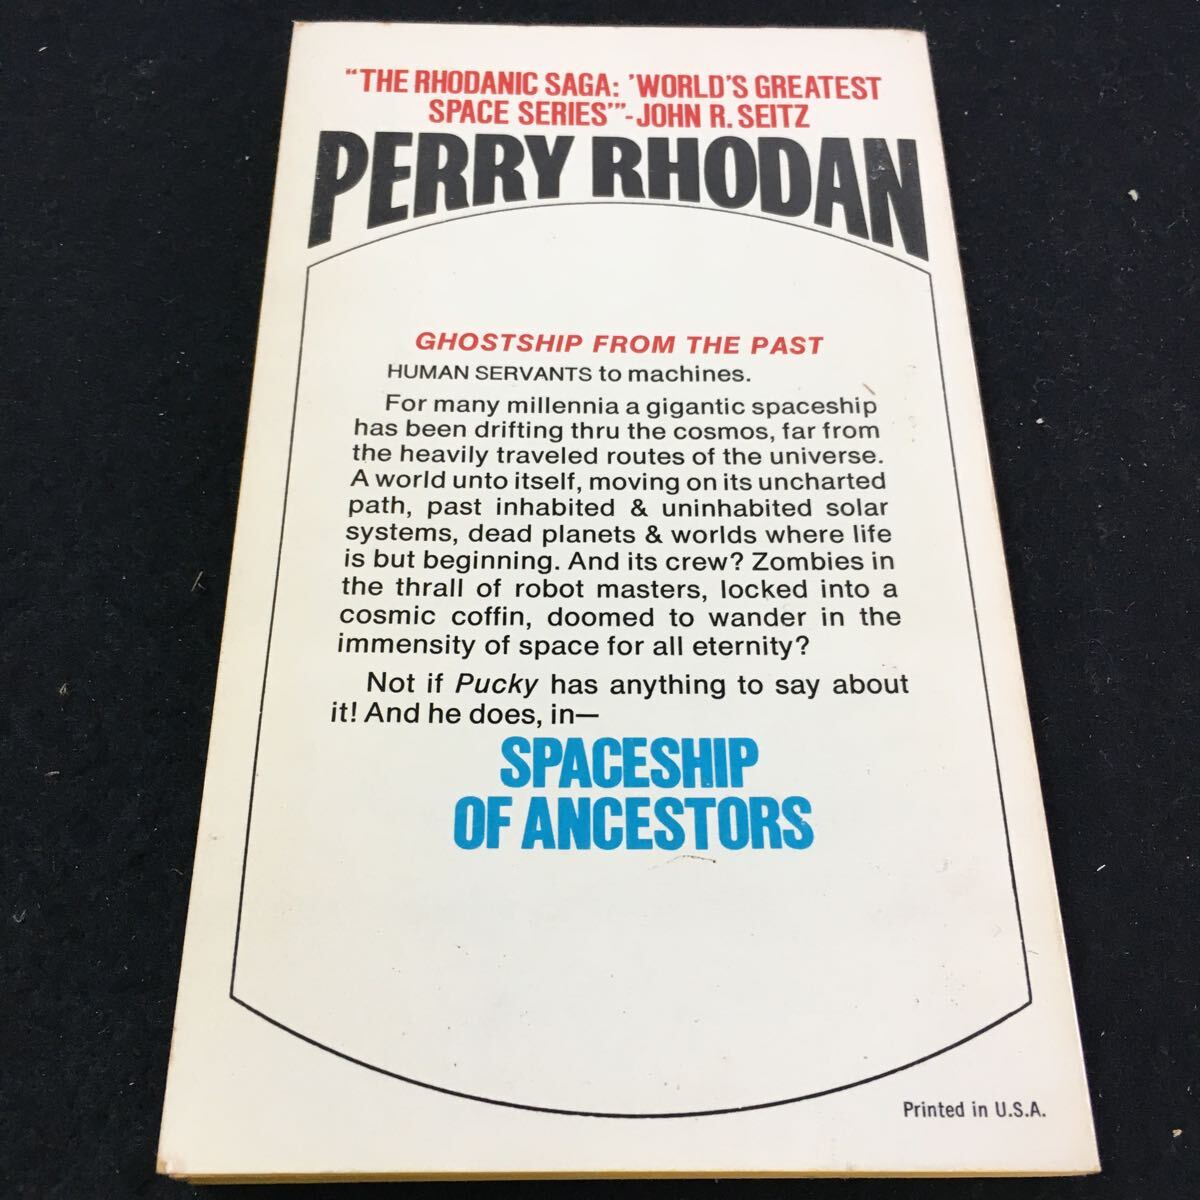 "THE RHODANIC SAGA: 'WORLD'S GREATEST
SPACE SERIES'"-JOHN R. SEITZ
PERRY RHODAN
GHOSTSHIP FROM THE PAST
HUMAN SERVANTS to machines.
For many millennia a gigantic spaceship
has been drifting thru the cosmos, far from
the heavily traveled routes of the universe.
A world unto itself, moving on its uncharted
path, past inhabited & uninhabited solar
systems, dead planets & worlds where life
is but beginning. And its crew? Zombies in
the thrall of robot masters, locked into a
cosmic coffin, doomed to wander in the
immensity of space for all eternity?
Not if Pucky has anything to say about
it! And he does, in—
SPACESHIP
OF ANCESTORS
Printed in U.S.A.